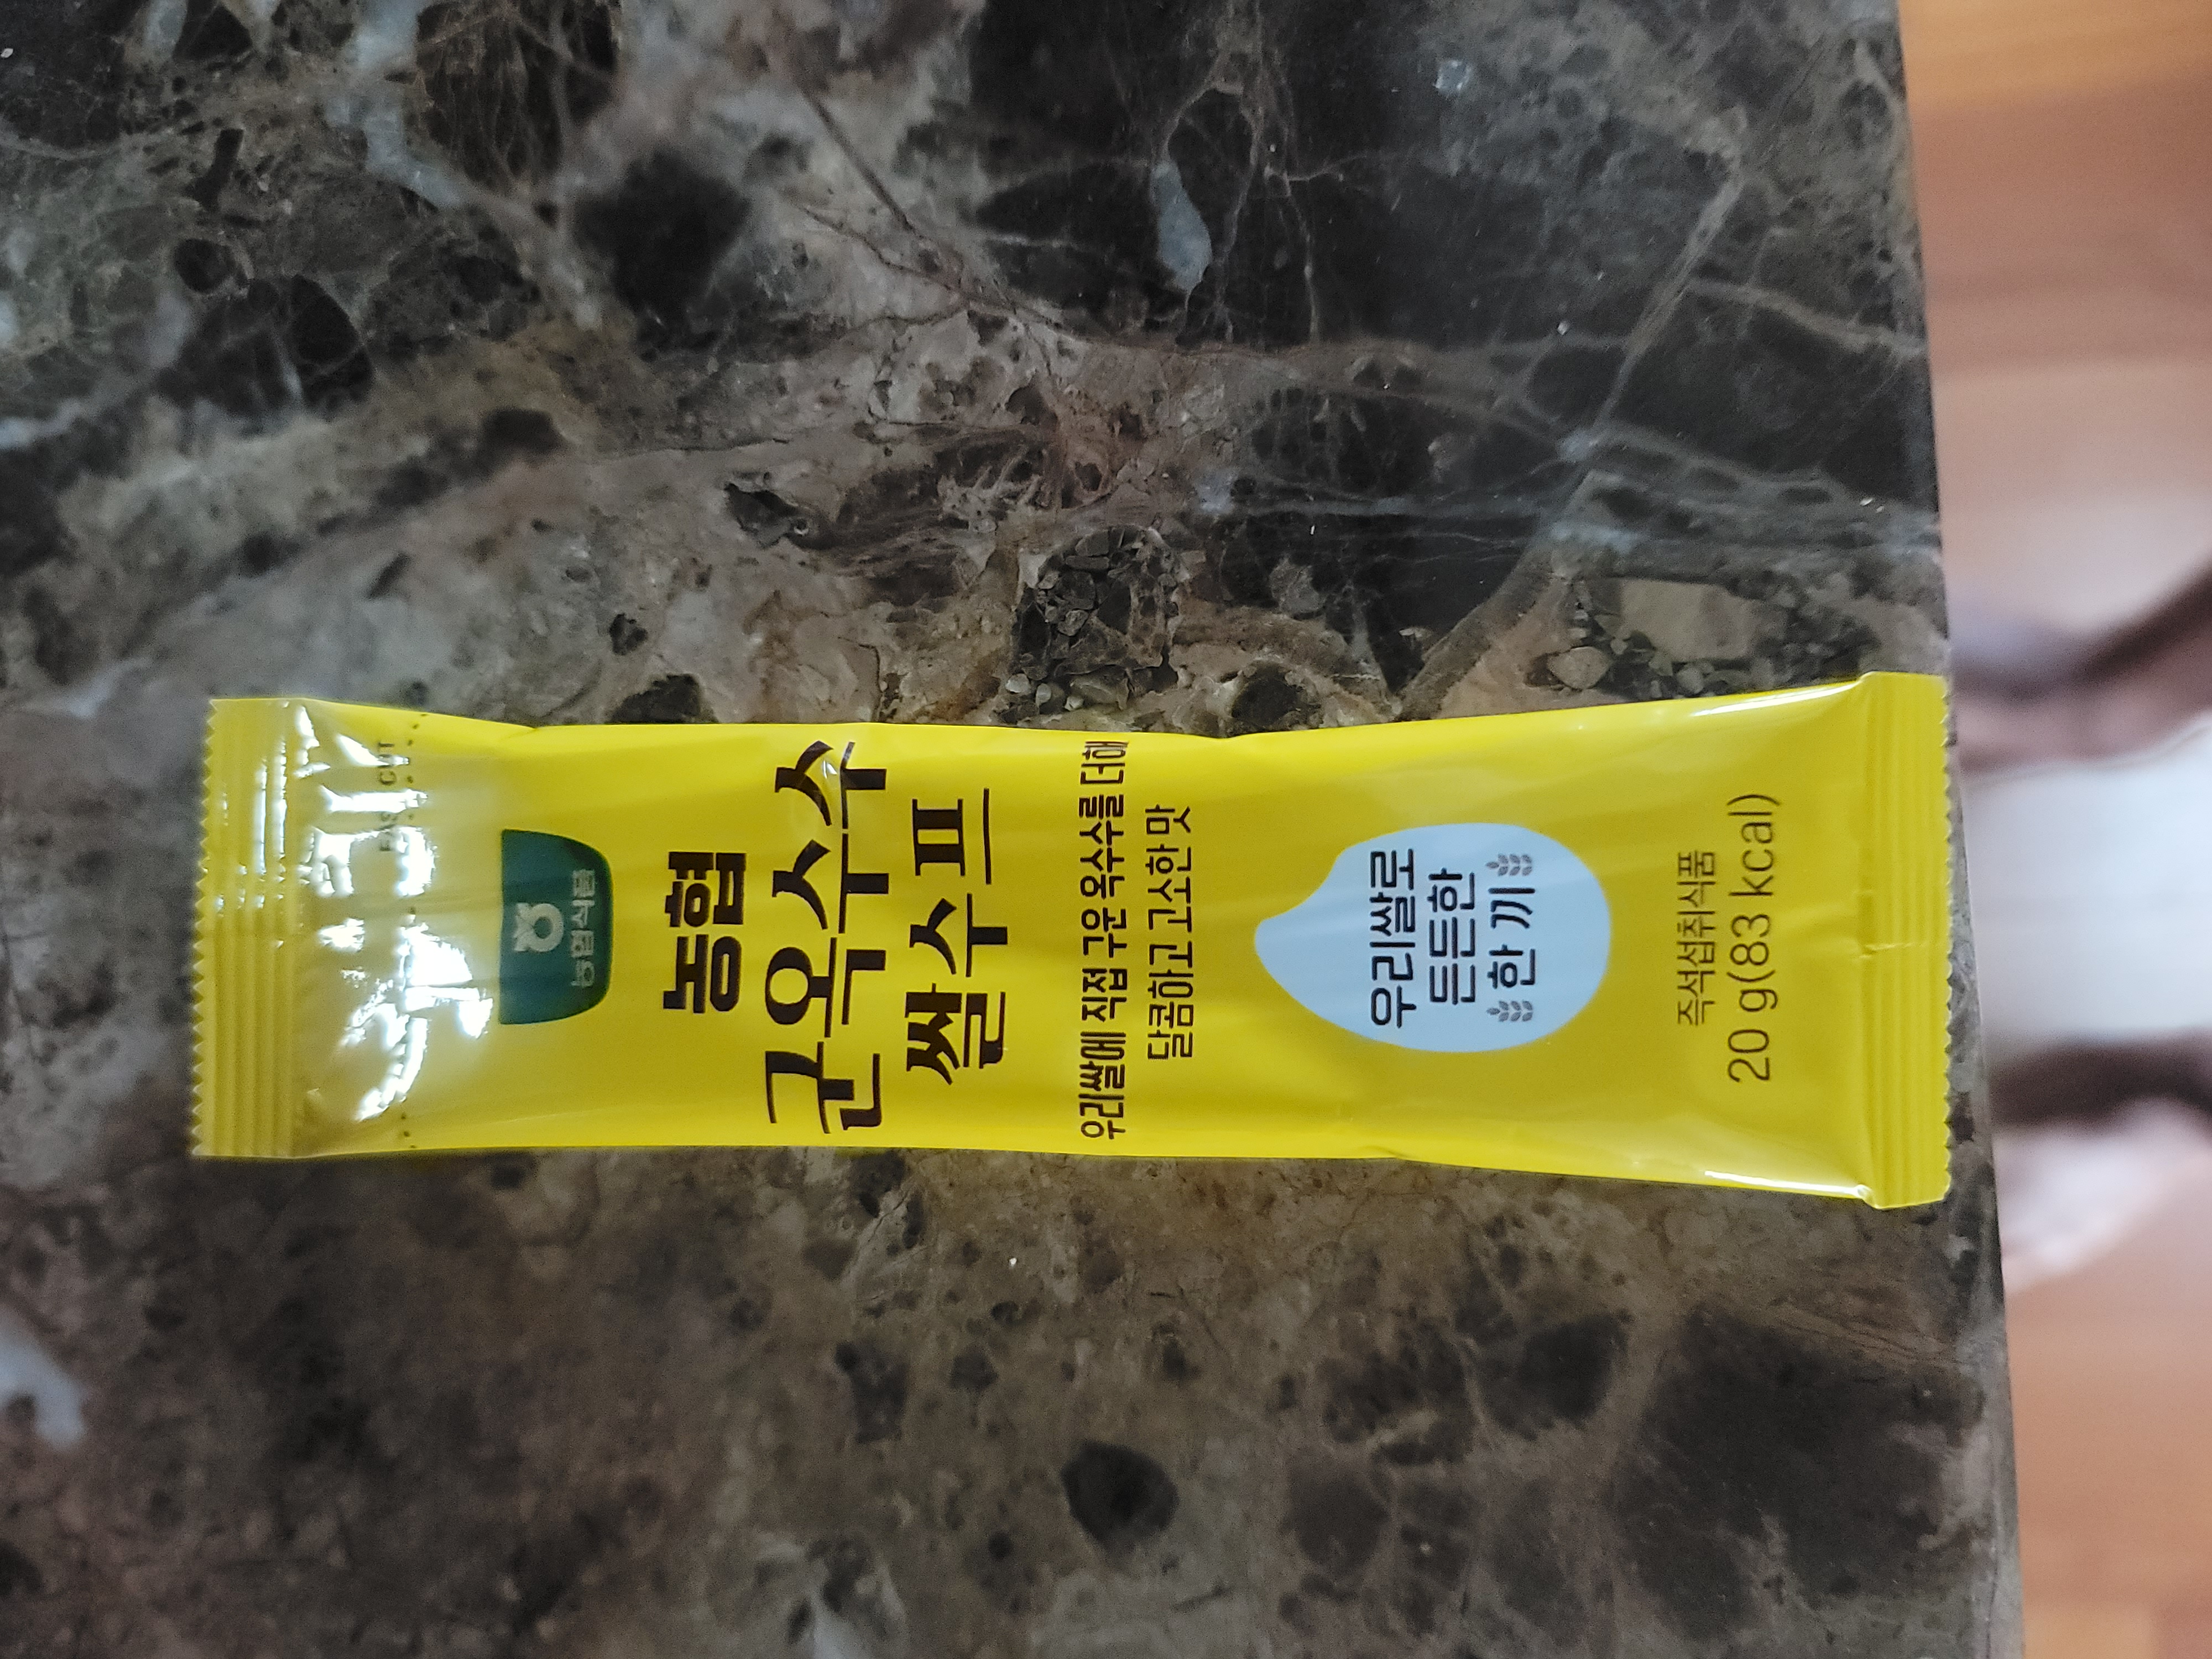 FAST CUT
농협식품
농협
군옥수수
쌀수프
우리쌀에 직접 구운 옥수수를 더해
달콤하고 고소한 맛
우리쌀로
든든한
한 끼
즉석섭취식품
20 g(83 kcal)